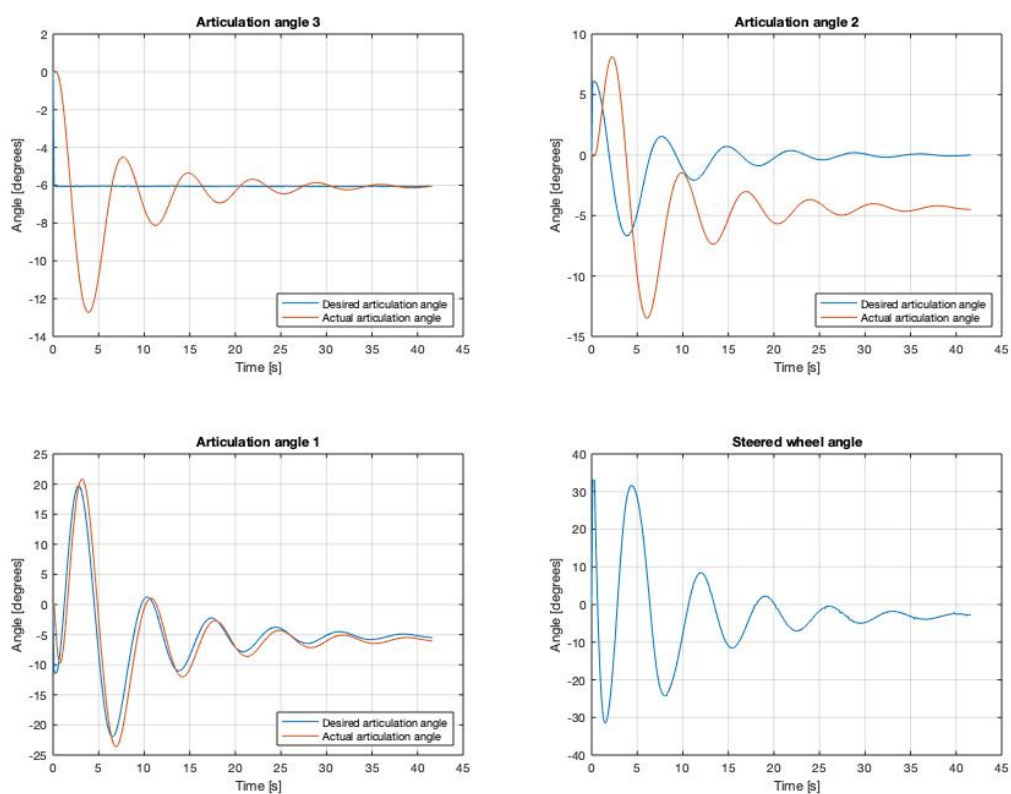 Articulation angle 3
2
0
-2
-4
-6
-8
-10
-12
-14
Angle [degrees]
Desired articulation angle
Actual articulation angle
0 5 10 15 20 25 30 35 40 45
Time [s]
Articulation angle 2
10
5
0
-5
-10
-15
Angle [degrees]
Desired articulation angle
Actual articulation angle
0 5 10 15 20 25 30 35 40 45
Time [s]
Articulation angle 1
25
20
15
10
5
0
-5
-10
-15
-20
-25
Angle [degrees]
Desired articulation angle
Actual articulation angle
0 5 10 15 20 25 30 35 40 45
Time [s]
Steered wheel angle
40
30
20
10
0
-10
-20
-30
-40
Angle [degrees]
0 5 10 15 20 25 30 35 40 45
Time [s]